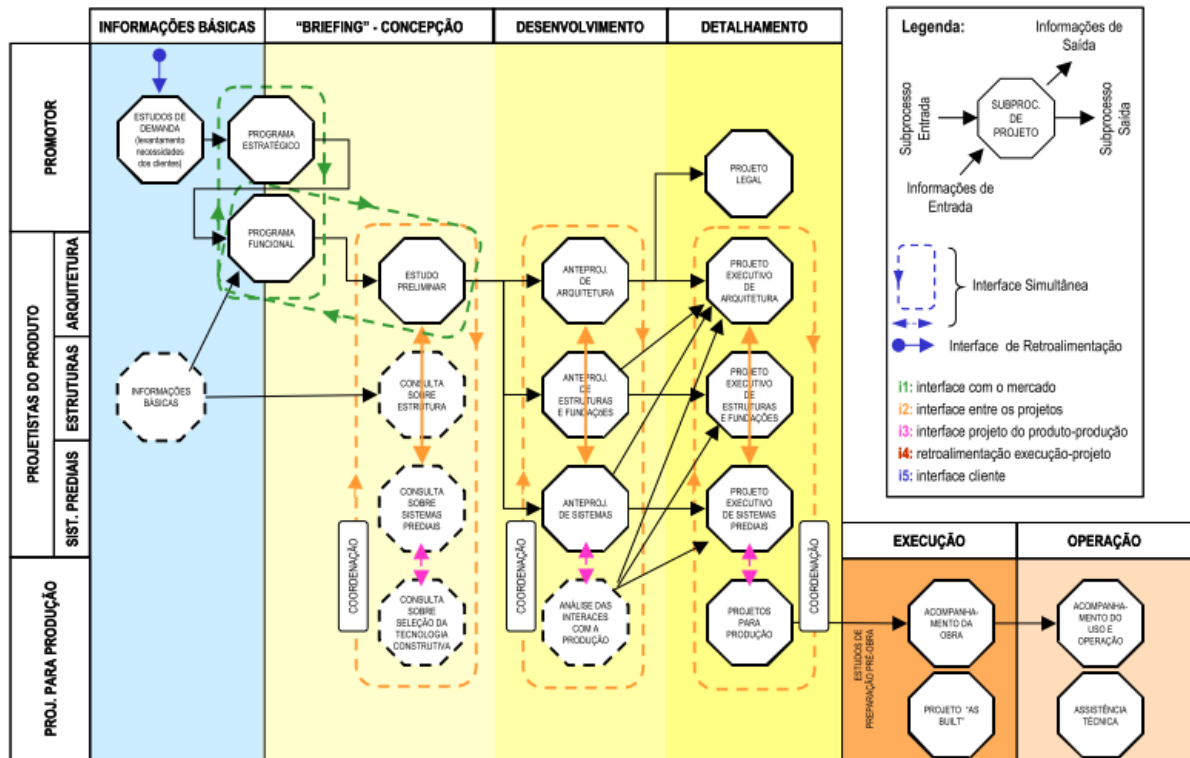 INFORMAÇÕES BÁSICAS
“BRIEFING” - CONCEPÇÃO
DESENVOLVIMENTO
DETALHAMENTO
PROMOTOR
ESTUDOS DE
DEMANDA
(levantamento
necessidades
dos clientes)
PROGRAMA
ESTRATÉGICO
PROJETO
LEGAL
PROJETISTAS DO PRODUTO
ARQUITETURA
PROGRAMA
FUNCIONAL
ESTUDO
PRELIMINAR
ANTEPROJ.
DE
ARQUITETURA
PROJETO
EXECUTIVO
DE
ARQUITETURA
ESTRUTURAS
INFORMAÇÕES
BÁSICAS
CONSULTA
SOBRE
ESTRUTURA
ANTEPROJ.
DE
ESTRUTURAS
E FUNDAÇÕES
PROJETO
EXECUTIVO
DE
ESTRUTURAS
E FUNDAÇÕES
SIST. PREDIAIS
CONSULTA
SOBRE
SISTEMAS
PREDIAIS
ANTEPROJ.
DE SISTEMAS
PROJETO
EXECUTIVO
DE SISTEMAS
PREDIAIS
COORDENAÇÃO
COORDENAÇÃO
COORDENAÇÃO
PROJ. PARA PRODUÇÃO
CONSULTA
SOBRE
SELEÇÃO DA
TECNOLOGIA
CONSTRUTIVA
ANÁLISE DAS
INTERACES
COM A
PRODUÇÃO
PROJETOS
PARA
PRODUÇÃO
EXECUÇÃO
OPERAÇÃO
ESTUDOS DE
PREPARAÇÃO PRÉ-OBRA
ACOMPANHA-
MENTO DA
OBRA
ACOMPANHA-
MENTO DO
USO E
OPERAÇÃO
PROJETO "AS
BUILT"
ASSISTÊNCIA
TÉCNICA
Legenda:
Informações de
Saída
Subprocesso
Entrada
SUBPROC.
DE
PROJETO
Subprocesso
Saída
Informações de
Entrada
Interface Simultânea
Interface de Retroalimentação
i1: interface com o mercado
i2: interface entre os projetos
i3: interface projeto do produto-produção
i4: retroalimentação execução-projeto
i5: interface cliente